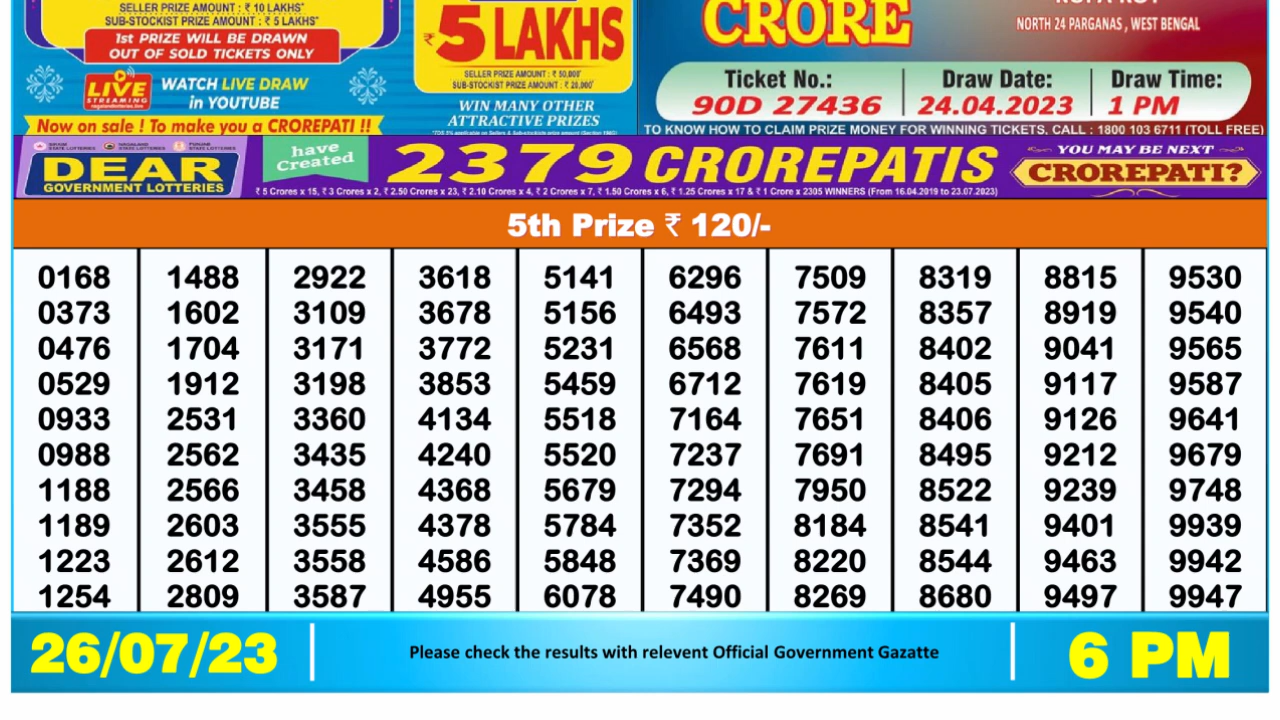 SELLER PRIZE AMOUNT : ₹ 10 LAKHS*
SUB-STOCKIST PRIZE AMOUNT : ₹ 5 LAKHS*
1st PRIZE WILL BE DRAWN
OUT OF SOLD TICKETS ONLY
LIVE
STREAMING
WATCH LIVE DRAW
in YOUTUBE
Now on sale ! To make you a CROREPATI !!
₹5 LAKHS
SELLER PRIZE AMOUNT : ₹ 50,000*
SUB-STOCKIST PRIZE AMOUNT : ₹ 20,000*
WIN MANY OTHER
ATTRACTIVE PRIZES
CRORE
NORTH 24 PARGANAS , WEST BENGAL
Ticket No.: Draw Date: Draw Time:
90D 27436 24.04.2023 1 PM
TO KNOW HOW TO CLAIM PRIZE MONEY FOR WINNING TICKETS, CALL : 1800 103 6711 (TOLL FREE)
DEAR
GOVERNMENT LOTTERIES
have
Created
2379 CROREPATIS
₹ 5 Crores x 15, ₹ 3 Crores x 2, ₹ 2.50 Crores x 23, ₹ 2.10 Crores x 4, ₹ 2 Crores x 7, ₹ 1.50 Crores x 6, ₹ 1.25 Crores x 17 & ₹ 1 Crore x 2305 WINNERS (From 16.04.2019 to 23.07.2023)
YOU MAY BE NEXT
CROREPATI?
5th Prize ₹ 120/-
0168 1488 2922 3618 5141 6296 7509 8319 8815 9530
0373 1602 3109 3678 5156 6493 7572 8357 8919 9540
0476 1704 3171 3772 5231 6568 7611 8402 9041 9565
0529 1912 3198 3853 5459 6712 7619 8405 9117 9587
0933 2531 3360 4134 5518 7164 7651 8406 9126 9641
0988 2562 3435 4240 5520 7237 7691 8495 9212 9679
1188 2566 3458 4368 5679 7294 7950 8522 9239 9748
1189 2603 3555 4378 5784 7352 8184 8541 9401 9939
1223 2612 3558 4586 5848 7369 8220 8544 9463 9942
1254 2809 3587 4955 6078 7490 8269 8680 9497 9947
26/07/23
Please check the results with relevent Official Government Gazatte
6 PM